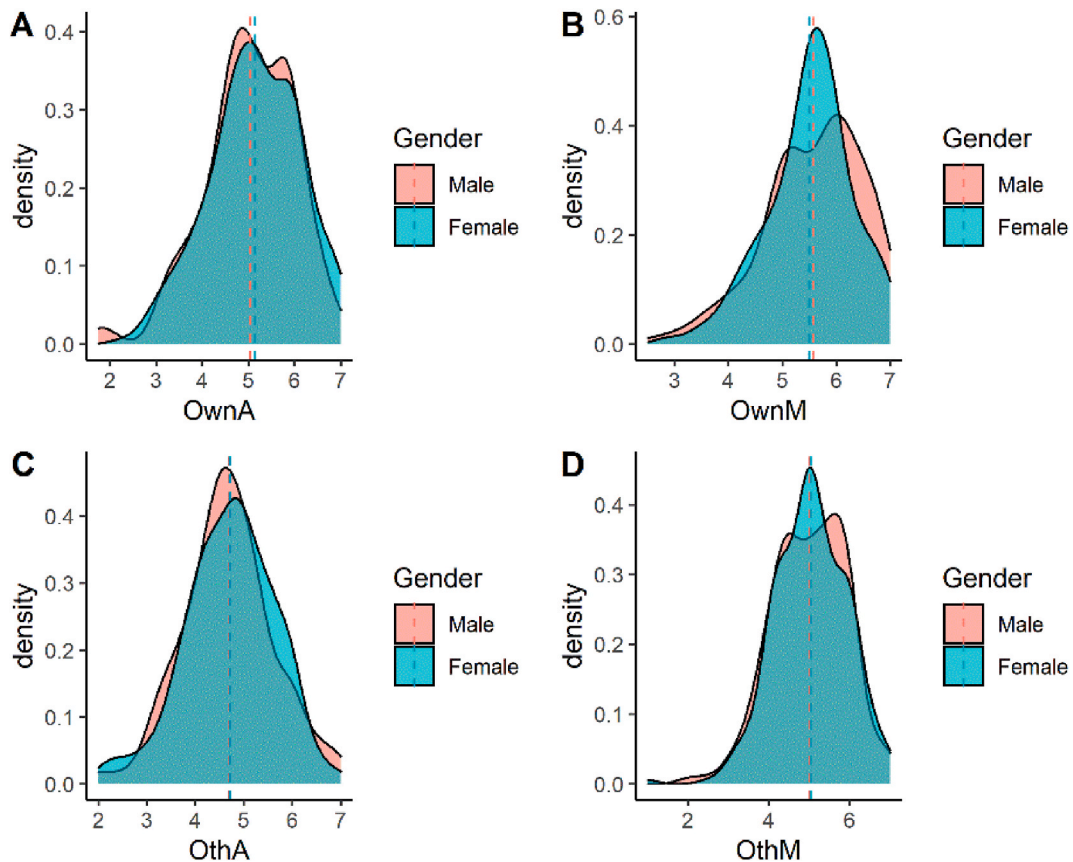 A
density
0.4
0.3
0.2
0.1
0.0
2 3 4 5 6 7
OwnA
Gender
Male
Female
B
density
0.6
0.4
0.2
0.0
3 4 5 6 7
OwnM
Gender
Male
Female
C
density
0.4
0.3
0.2
0.1
0.0
2 3 4 5 6 7
OthA
Gender
Male
Female
D
density
0.4
0.3
0.2
0.1
0.0
2 4 6
OthM
Gender
Male
Female